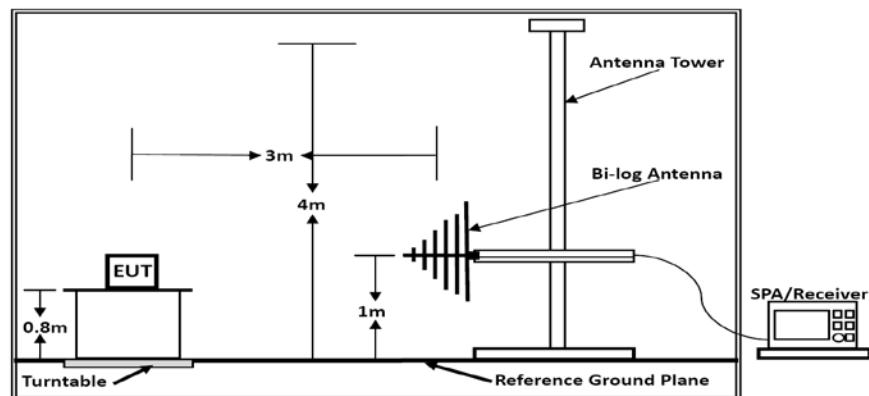 Antenna Tower
3m
Bi-log Antenna
4m
EUT
SPA/Receiver
0.8m
1m
Turntable
Reference Ground Plane